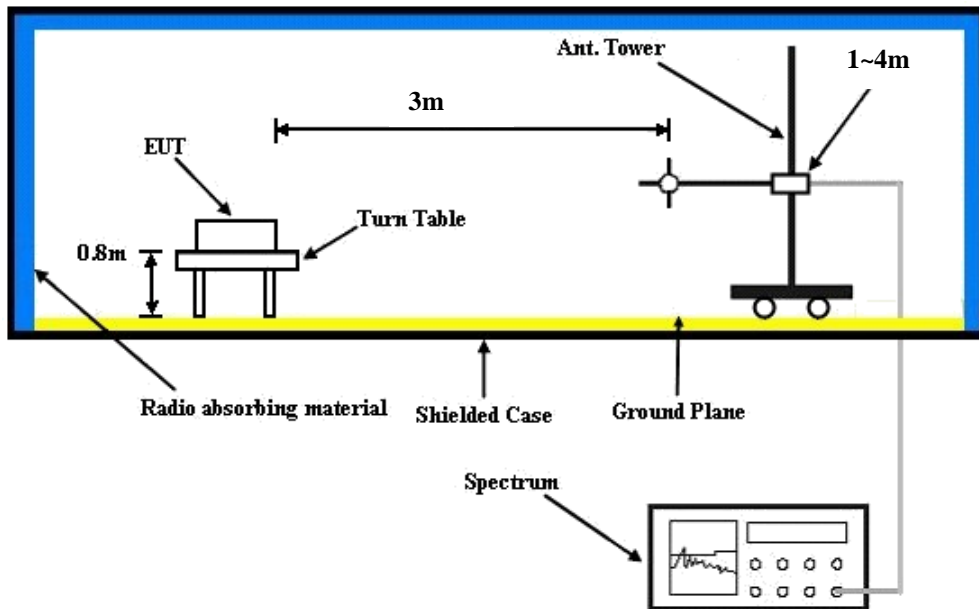 Ant. Tower
1~4m
3m
EUT
Turn Table
0.8m
Radio absorbing material
Shielded Case
Ground Plane
Spectrum